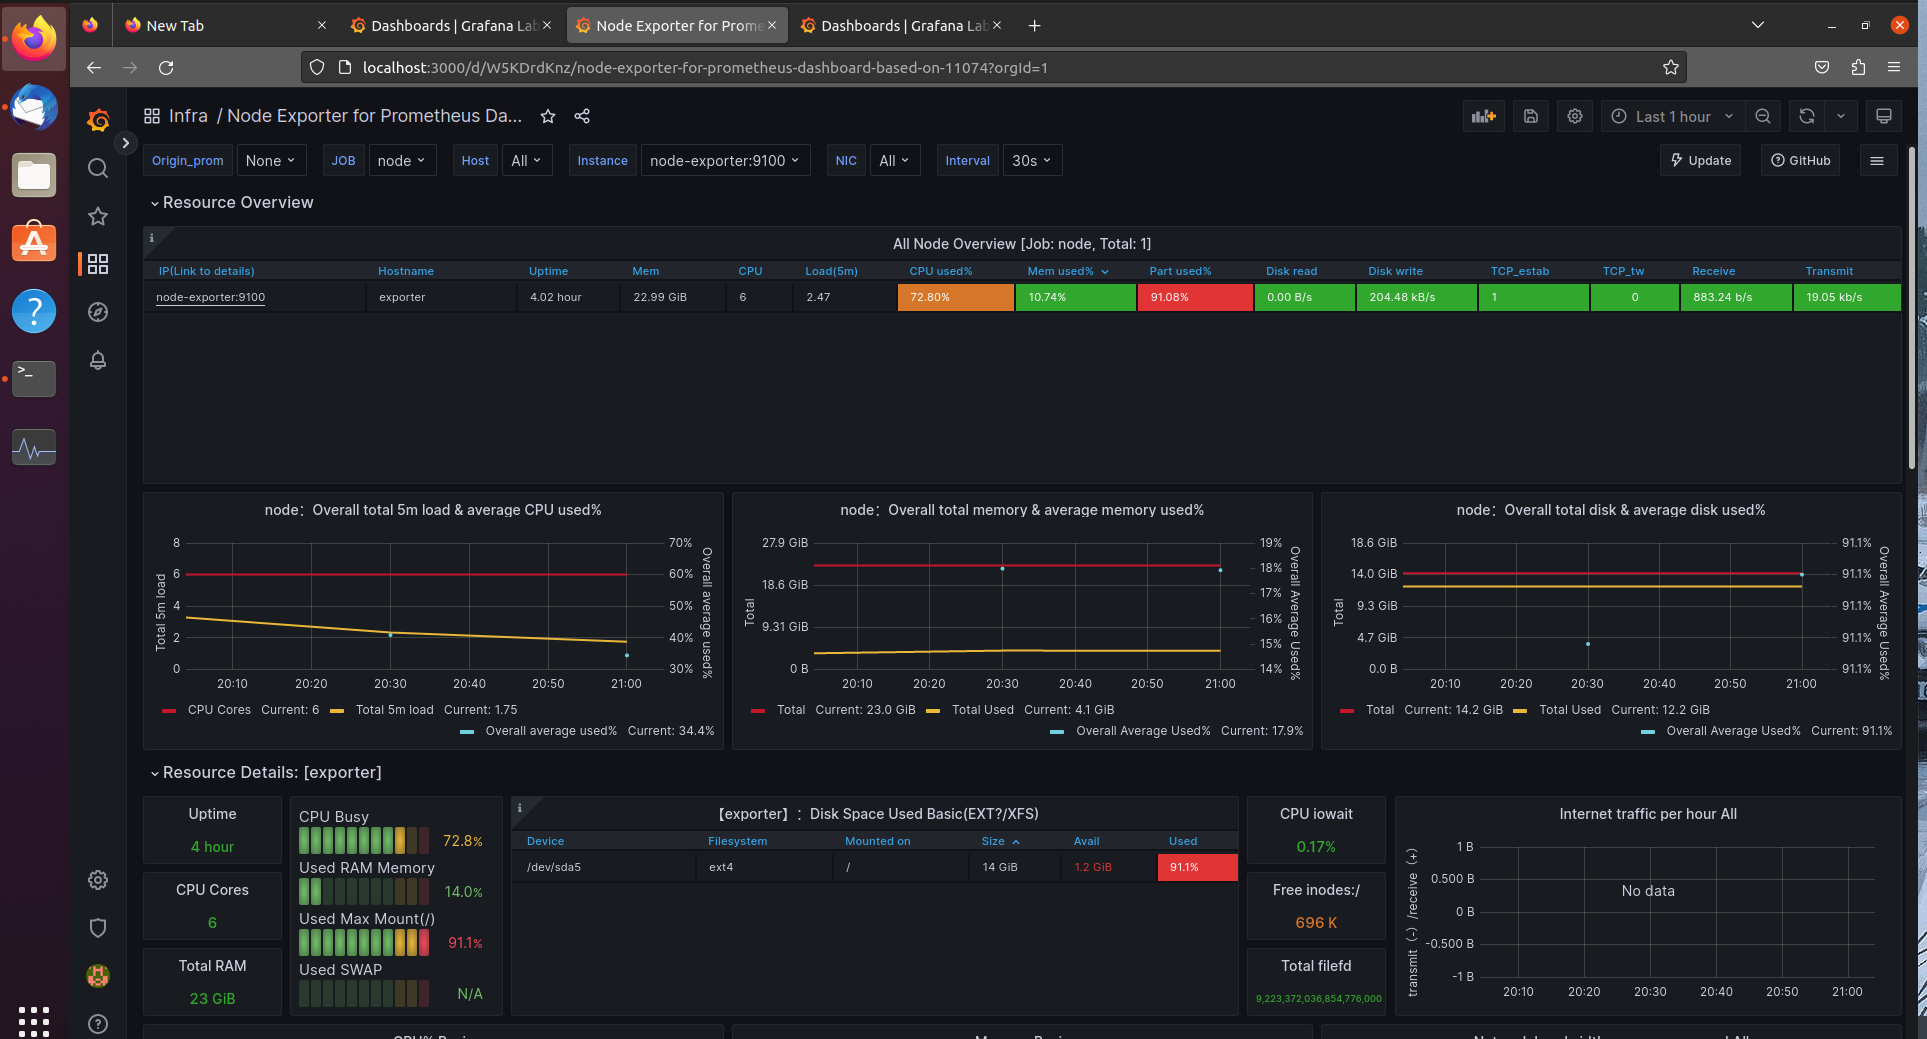 New Tab
Dashboards | Grafana Lab
Node Exporter for Prome
Dashboards | Grafana Lab
localhost:3000/d/W5KDrdKnz/node-exporter-for-prometheus-dashboard-based-on-11074?orgId=1
Infra / Node Exporter for Prometheus Da...
Last 1 hour
Origin_prom None JOB node Host All Instance node-exporter:9100 NIC All Interval 30s
Update GitHub
Resource Overview
All Node Overview [Job: node, Total: 1]
IP(Link to details) Hostname Uptime Mem CPU Load(5m) CPU used% Mem used% Part used% Disk read Disk write TCP_estab TCP_tw Receive Transmit
node-exporter:9100 exporter 4.02 hour 22.99 GiB 6 2.47 72.80% 10.74% 91.08% 0.00 B/s 204.48 kB/s 1 0 883.24 b/s 19.05 kb/s
node：Overall total 5m load & average CPU used%
8
6
4
2
0
Total 5m load
70%
60%
50%
40%
30%
Overall average used%
20:10 20:20 20:30 20:40 20:50 21:00
CPU Cores Current: 6 Total 5m load Current: 1.75
Overall average used% Current: 34.4%
node：Overall total memory & average memory used%
27.9 GiB
18.6 GiB
9.31 GiB
0 B
Total
19%
18%
17%
16%
15%
14%
Overall Average Used%
20:10 20:20 20:30 20:40 20:50 21:00
Total Current: 23.0 GiB Total Used Current: 4.1 GiB
Overall Average Used% Current: 17.9%
node：Overall total disk & average disk used%
18.6 GiB
14.0 GiB
9.3 GiB
4.7 GiB
0.0 B
Total
91.1%
91.1%
91.1%
91.1%
91.1%
Overall Average Used%
20:10 20:20 20:30 20:40 20:50 21:00
Total Current: 14.2 GiB Total Used Current: 12.2 GiB
Overall Average Used% Current: 91.1%
Resource Details: [exporter]
Uptime
4 hour
CPU Cores
6
Total RAM
23 GiB
CPU Busy
72.8%
Used RAM Memory
14.0%
Used Max Mount(/)
91.1%
Used SWAP
N/A
【exporter】：Disk Space Used Basic(EXT?/XFS)
Device Filesystem Mounted on Size Avail Used
/dev/sda5 ext4 / 14 GiB 1.2 GiB 91.1%
CPU iowait
0.17%
Free inodes:/
696 K
Total filefd
9,223,372,036,854,776,000
Internet traffic per hour All
1 B
0.500 B
0 B
-0.500 B
-1 B
transmit（-）/receive（+）
No data
20:10 20:20 20:30 20:40 20:50 21:00